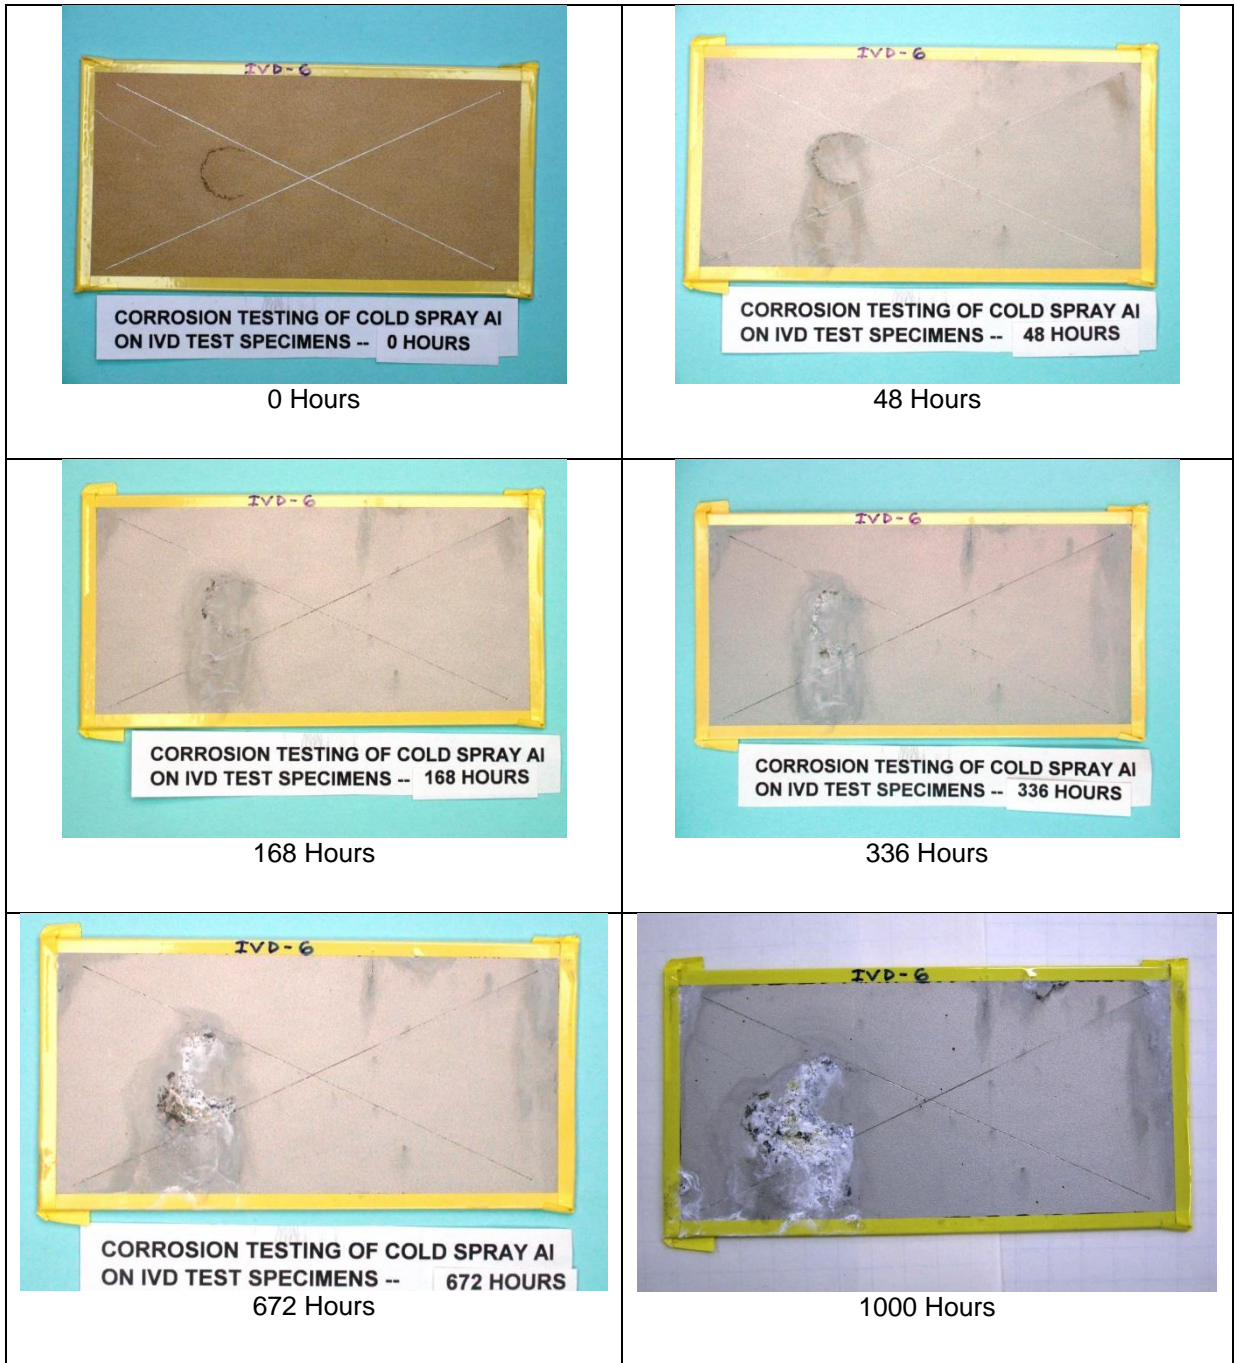 IVD-6
CORROSION TESTING OF COLD SPRAY Al
ON IVD TEST SPECIMENS -- 0 HOURS
0 Hours
IVD-6
CORROSION TESTING OF COLD SPRAY Al
ON IVD TEST SPECIMENS -- 48 HOURS
48 Hours
IVD-6
CORROSION TESTING OF COLD SPRAY Al
ON IVD TEST SPECIMENS -- 168 HOURS
168 Hours
IVD-6
CORROSION TESTING OF COLD SPRAY Al
ON IVD TEST SPECIMENS -- 336 HOURS
336 Hours
IVD-6
CORROSION TESTING OF COLD SPRAY Al
ON IVD TEST SPECIMENS -- 672 HOURS
672 Hours
IVD-6
1000 Hours